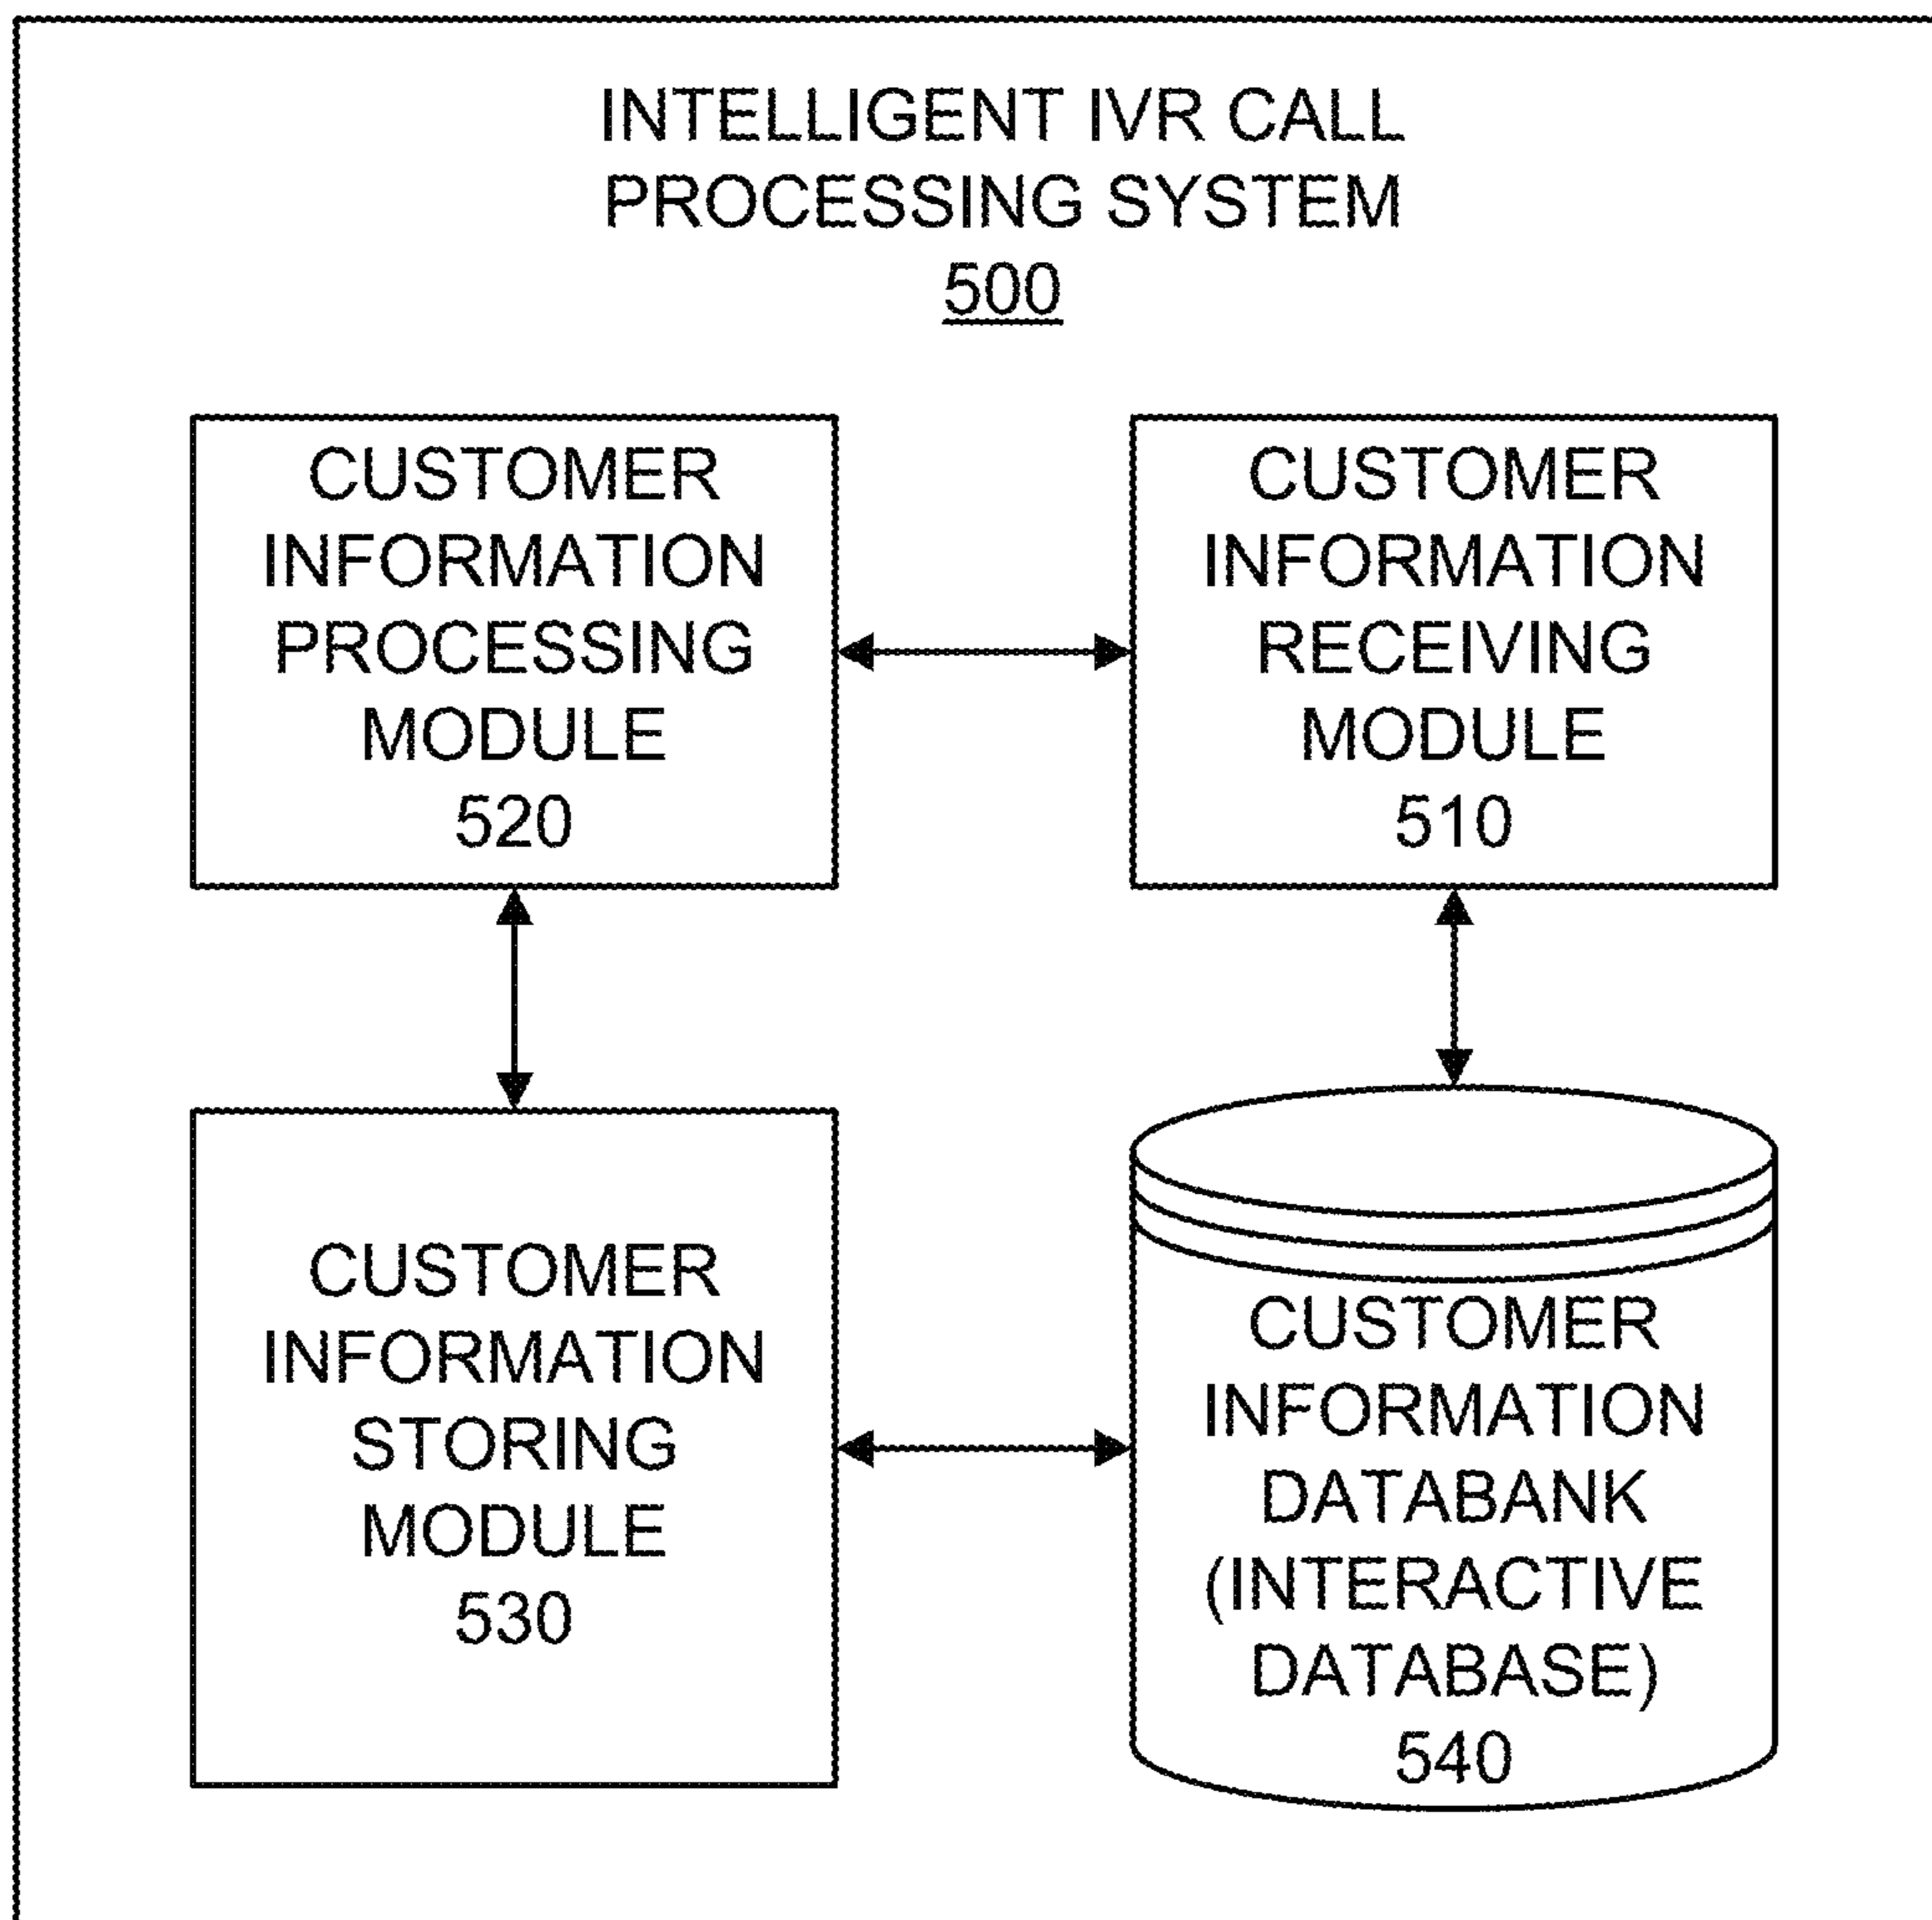 INTELLIGENT IVR CALL
PROCESSING SYSTEM
500
CUSTOMER
INFORMATION
PROCESSING
MODULE
520
CUSTOMER
INFORMATION
RECEIVING
MODULE
510
CUSTOMER
INFORMATION
STORING
MODULE
530
CUSTOMER
INFORMATION
DATABANK
(INTERACTIVE
DATABASE)
540